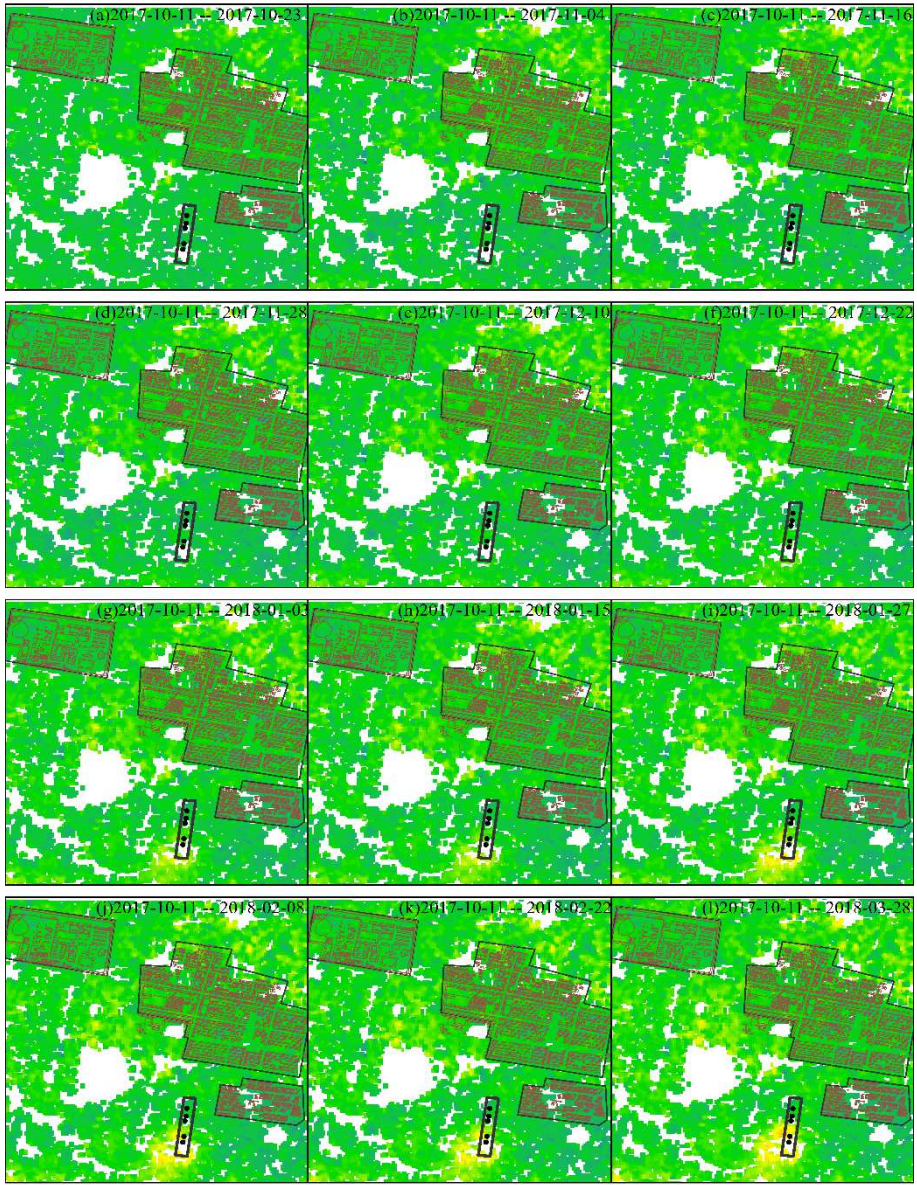 (a)2017-10-11 -- 2017-10-23
(b)2017-10-11 -- 2017-11-04
(c)2017-10-11 -- 2017-11-16
(d)2017-10-11 -- 2017-11-28
(e)2017-10-11 -- 2017-12-10
(f)2017-10-11 -- 2017-12-22
(g)2017-10-11 -- 2018-01-03
(h)2017-10-11 -- 2018-01-15
(i)2017-10-11 -- 2018-01-27
(j)2017-10-11 -- 2018-02-08
(k)2017-10-11 -- 2018-02-22
(l)2017-10-11 -- 2018-03-28